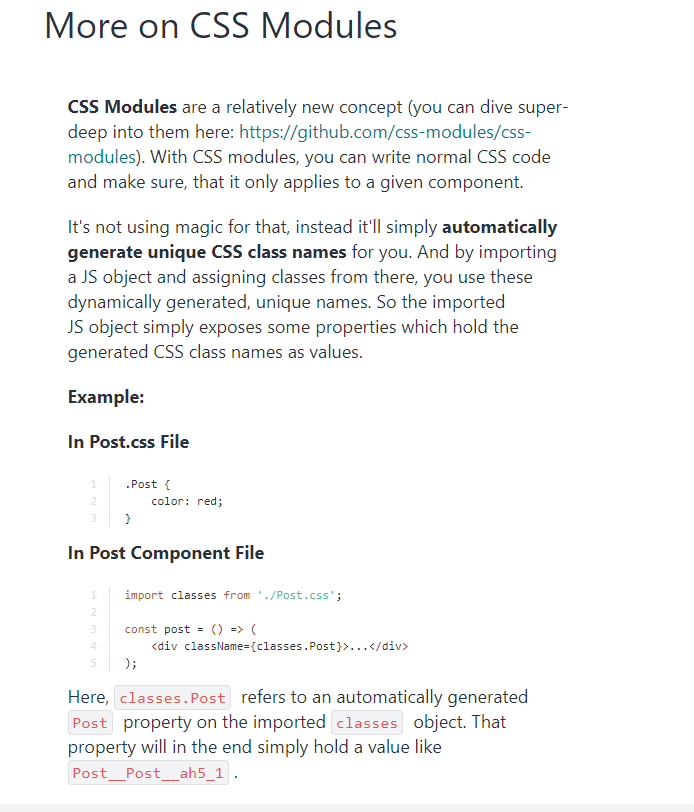 More on CSS Modules
CSS Modules are a relatively new concept (you can dive super-
deep into them here: https://github.com/css-modules/css-
modules). With CSS modules, you can write normal CSS code
and make sure, that it only applies to a given component.
It's not using magic for that, instead it'll simply automatically
generate unique CSS class names for you. And by importing
a JS object and assigning classes from there, you use these
dynamically generated, unique names. So the imported
JS object simply exposes some properties which hold the
generated CSS class names as values.
Example:
In Post.css File
1 .Post {
2     color: red;
3 }
In Post Component File
1 import classes from './Post.css';
2
3 const post = () => (
4     <div className={classes.Post}>...</div>
5 );
Here, classes.Post refers to an automatically generated
Post property on the imported classes object. That
property will in the end simply hold a value like
Post__Post__ah5_1 .